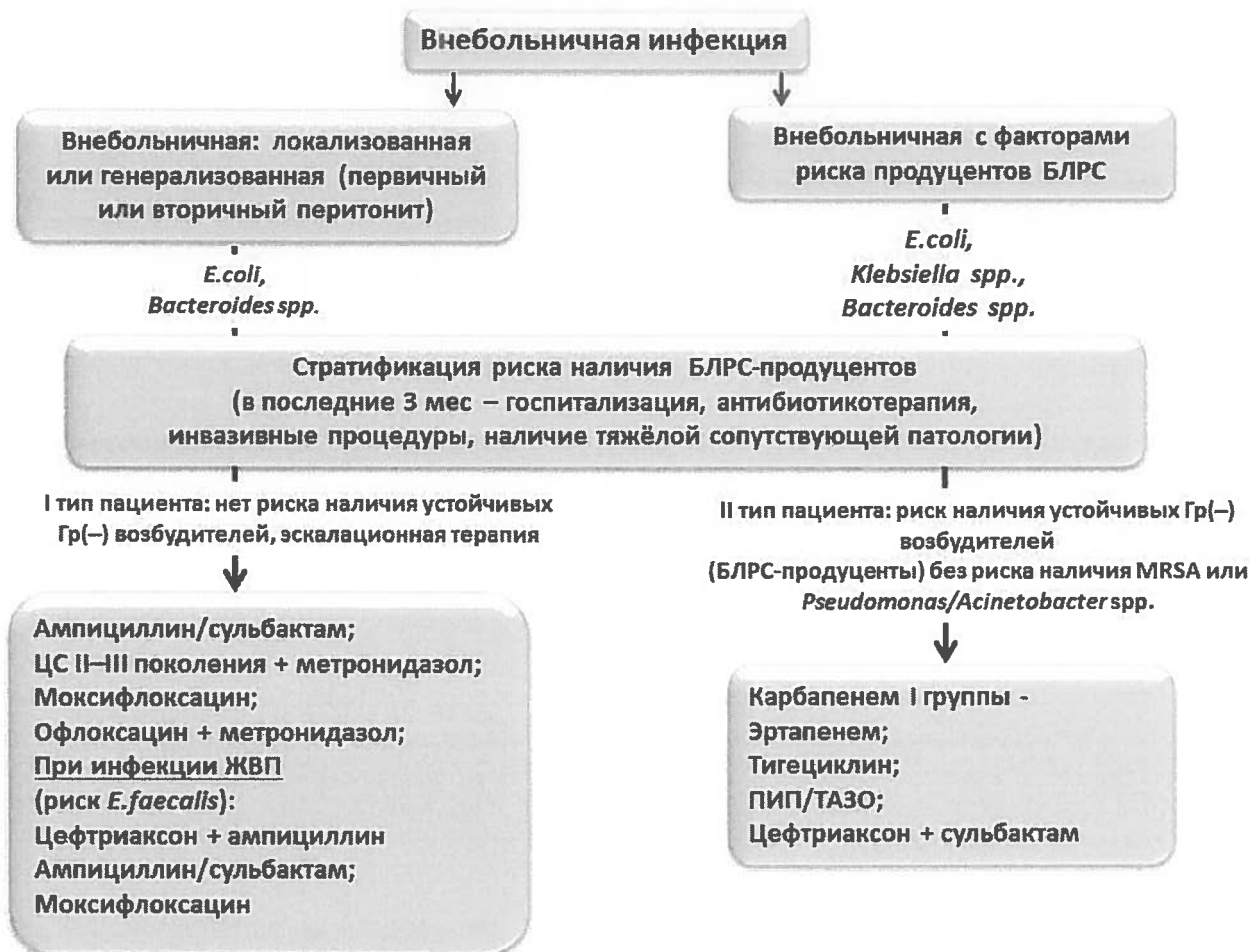 Внебольничная инфекция
Внебольничная: локализованная
или генерализованная (первичный
или вторичный перитонит)
Внебольничная с факторами
риска продуцентов БЛРС
E.coli,
Bacteroides spp.
E.coli,
Klebsiella spp.,
Bacteroides spp.
Стратификация риска наличия БЛРС-продуцентов
(в последние 3 мес – госпитализация, антибиотикотерапия,
инвазивные процедуры, наличие тяжёлой сопутствующей патологии)
I тип пациента: нет риска наличия устойчивых
Гр(–) возбудителей, эскалационная терапия
II тип пациента: риск наличия устойчивых Гр(–)
возбудителей
(БЛРС-продуценты) без риска наличия MRSA или
Pseudomonas/Acinetobacter spp.
Ампициллин/сульбактам;
ЦС II–III поколения + метронидазол;
Моксифлоксацин;
Офлоксацин + метронидазол;
При инфекции ЖВП
(риск E.faecalis):
Цефтриаксон + ампициллин
Ампициллин/сульбактам;
Моксифлоксацин
Карбапенем I группы -
Эртапенем;
Тигециклин;
ПИП/ТАЗО;
Цефтриаксон + сульбактам